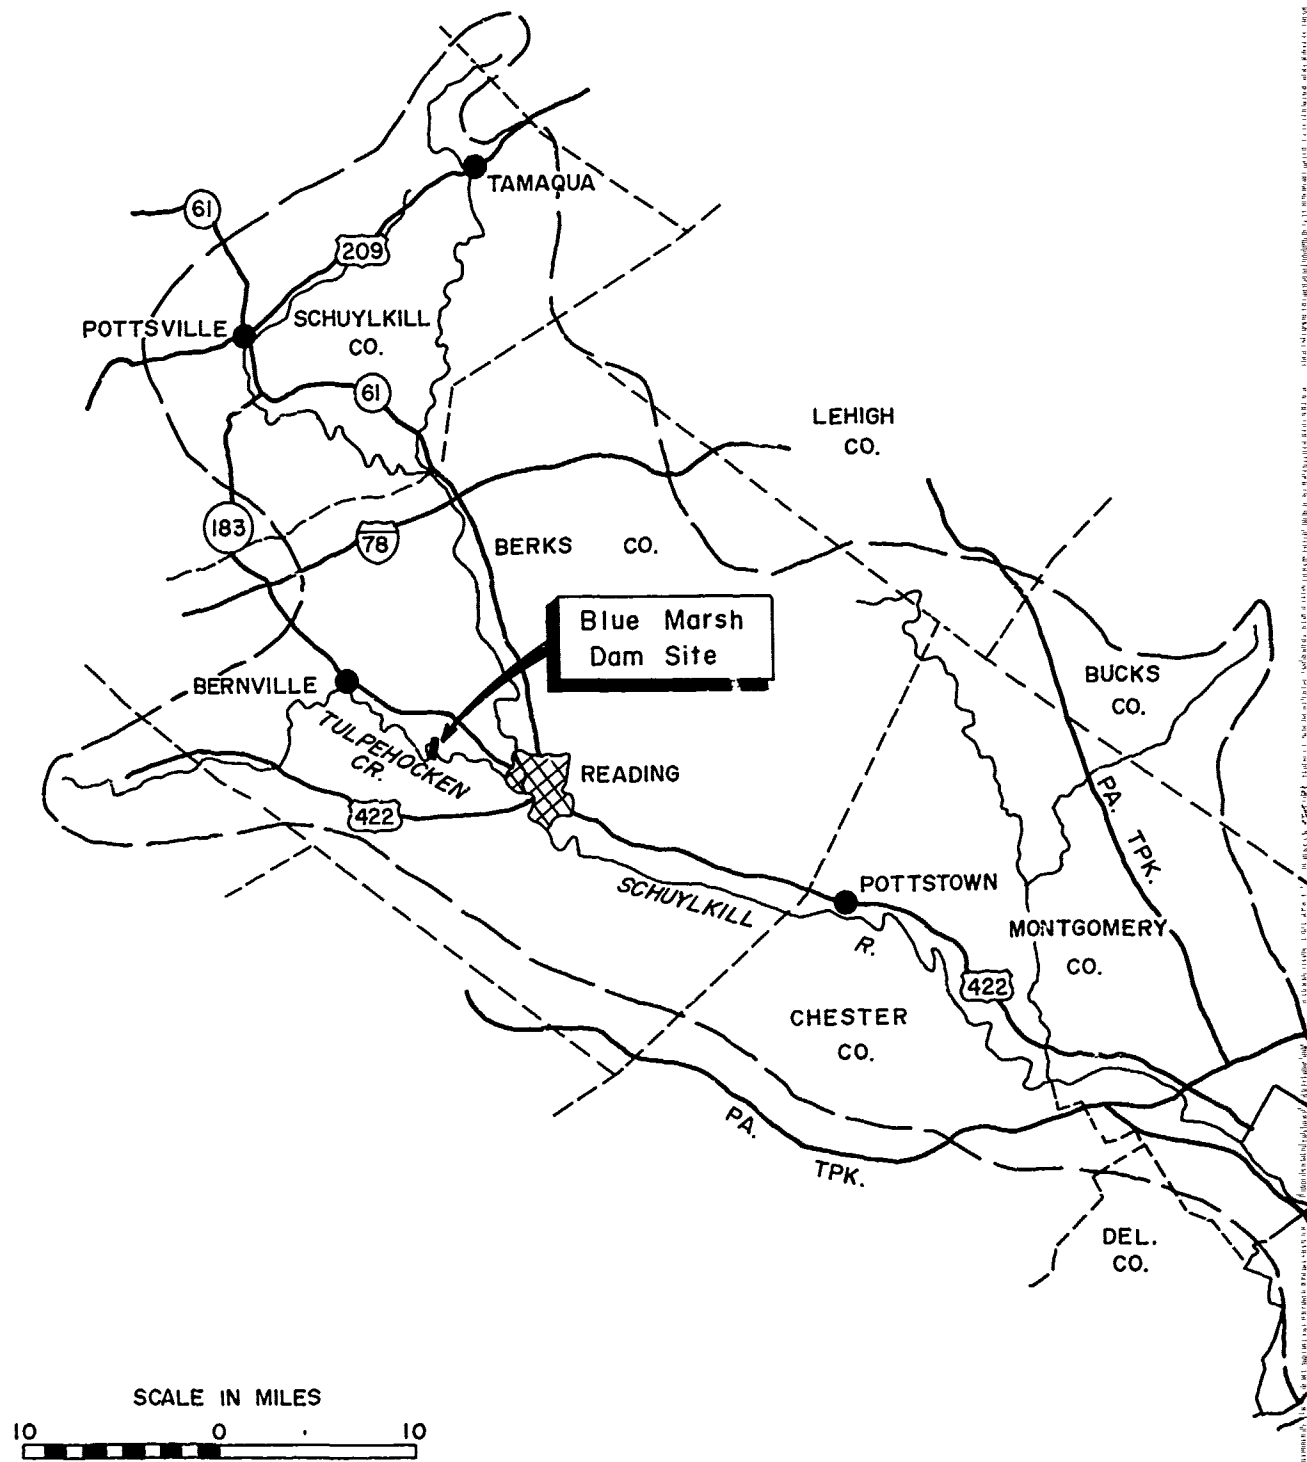 TAMAQUA
61
209
POTTSVILLE
SCHUYLKILL
CO.
61
LEHIGH
CO.
183
78
BERKS CO.
Blue Marsh
Dam Site
BERNVILLE
BUCKS
CO.
TULPEHOCKEN
CR.
READING
422
PA. TPK.
SCHUYLKILL
R.
POTTSTOWN
MONTGOMERY
CO.
422
CHESTER
CO.
PA. TPK.
DEL.
CO.
SCALE IN MILES
10 0 10